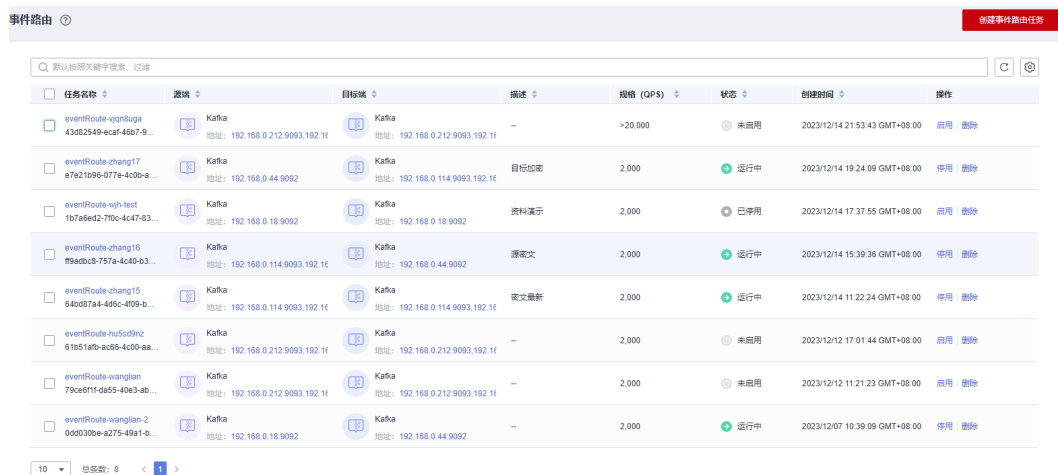 事件路由
创建事件路由任务
默认按照关键字搜索、过滤
任务名称 源端 目标端 描述 规格 (QPS) 状态 创建时间 操作
eventRoute-vjqn8uga Kafka Kafka
43d82549-ecaf-46b7-9... 地址: 192.168.0.212:9093,192.16 地址: 192.168.0.212:9093,192.16 -- >20,000 未启用 2023/12/14 21:53:43 GMT+08:00 启用 删除
eventRoute-zhang17 Kafka Kafka
e7e21b96-077e-4c0b-a... 地址: 192.168.0.44:9092 地址: 192.168.0.114:9093,192.16 目标加密 2,000 运行中 2023/12/14 19:24:09 GMT+08:00 停用 删除
eventRoute-wjh-test Kafka Kafka
1b7a6ed2-7f0c-4c47-83... 地址: 192.168.0.18:9092 地址: 192.168.0.18:9092 资料演示 2,000 已停用 2023/12/14 17:37:55 GMT+08:00 启用 删除
eventRoute-zhang16 Kafka Kafka
ff9adbc8-757a-4c40-b3... 地址: 192.168.0.114:9093,192.16 地址: 192.168.0.44:9092 源密文 2,000 运行中 2023/12/14 15:39:36 GMT+08:00 停用 删除
eventRoute-zhang15 Kafka Kafka
64bd87a4-4d6c-4f09-b... 地址: 192.168.0.114:9093,192.16 地址: 192.168.0.114:9093,192.16 密文最新 2,000 运行中 2023/12/14 11:22:24 GMT+08:00 停用 删除
eventRoute-hu5sd9nz Kafka Kafka
61b51afb-ac66-4c00-aa... 地址: 192.168.0.212:9093,192.16 地址: 192.168.0.212:9093,192.16 -- 2,000 未启用 2023/12/12 17:01:44 GMT+08:00 启用 删除
eventRoute-wanglian Kafka Kafka
79ce6f1f-da55-40e3-ab... 地址: 192.168.0.212:9093,192.16 地址: 192.168.0.212:9093,192.16 -- 2,000 未启用 2023/12/12 11:21:23 GMT+08:00 启用 删除
eventRoute-wanglian-2 Kafka Kafka
0dd030be-a275-49a1-b... 地址: 192.168.0.18:9092 地址: 192.168.0.44:9092 -- 2,000 运行中 2023/12/07 10:39:09 GMT+08:00 停用 删除
10 总条数: 8 < 1 >